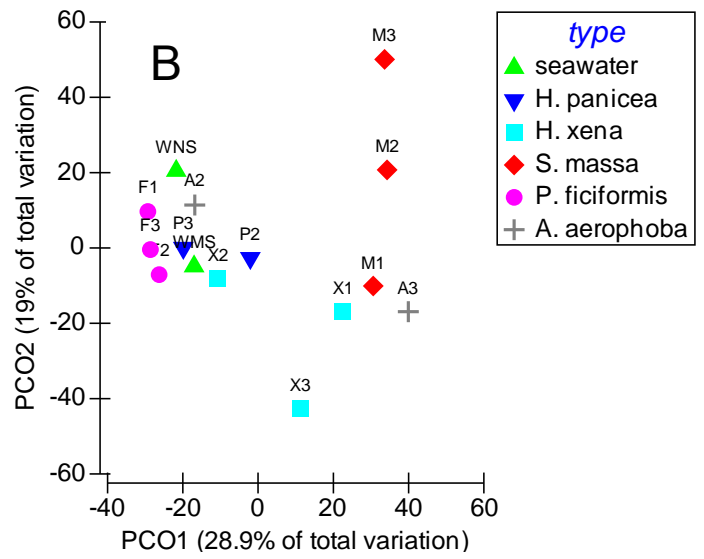 B
type
seawater
H. panicea
H. xena
S. massa
P. ficiformis
A. aerophoba
60
40
20
0
-20
-40
-60
PCO2 (19% of total variation)
M3
M2
WNS
A2
F1
F3
P3
P2
WMS
X2
M1
X1
A3
X3
-40
-20
0
20
40
60
PCO1 (28.9% of total variation)